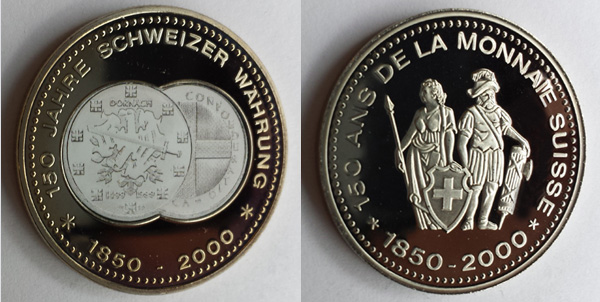 150 JAHRE SCHWEIZER WÄHRUNG
* 1850 - 2000 *
DORNACH
150 ANS DE LA MONNAIE SUISSE
* 1850-2000 *